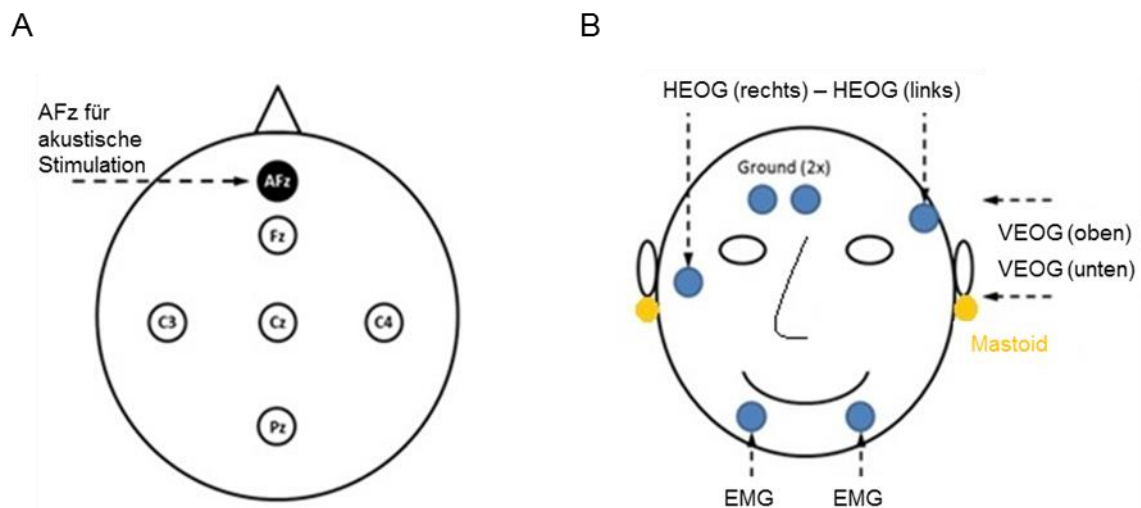 A
AFz für
akustische
Stimulation
AFz
Fz
C3
Cz
C4
Pz
B
HEOG (rechts) – HEOG (links)
Ground (2x)
VEOG (oben)
VEOG (unten)
Mastoid
EMG
EMG